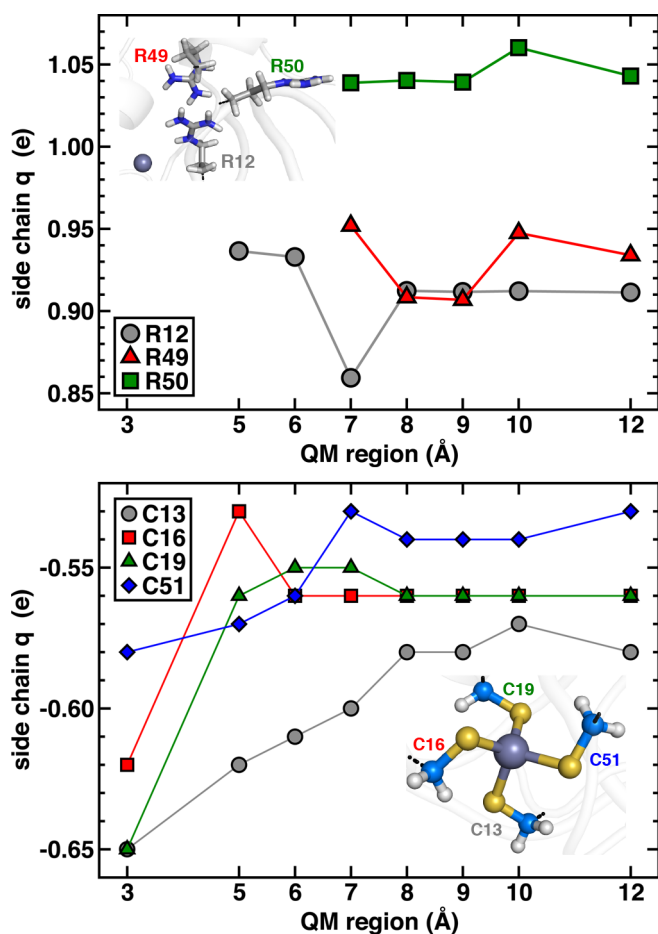 side chain q (e)
1.05
1.00
0.95
0.90
0.85
R49
R50
R12
R12
R49
R50
3 5 6 7 8 9 10 12
QM region (Å)
side chain q (e)
-0.55
-0.60
-0.65
C13
C16
C19
C51
C19
C16
C51
C13
3 5 6 7 8 9 10 12
QM region (Å)